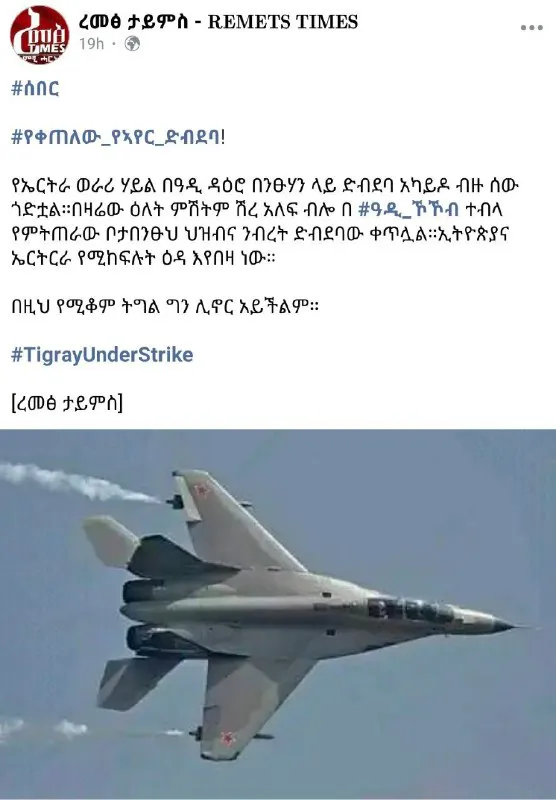 ረመፅ ታይምስ - REMETS TIMES
19h ·
#ሰበር
#የቀጠለው_የኣየር_ድብደባ!
የኤርትራ ወራሪ ሃይል በዓዲ ዳዕሮ በንፁሃን ላይ ድብደባ አካይዶ ብዙ ሰው
ጎድቷል።በዛሬው ዕለት ምሽትም ሽረ አለፍ ብሎ በ #ዓዲ_ኾኾብ ተብላ
የምትጠራው ቦታበንፁህ ህዝብና ንብረት ድብደባው ቀጥሏል።ኢትዮጵያና
ኤርትርራ የሚከፍሉት ዕዳ እየበዛ ነው።
በዚህ የሚቆም ትግል ግን ሊኖር አይችልም።
#TigrayUnderStrike
[ረመፅ ታይምስ]
TIMES